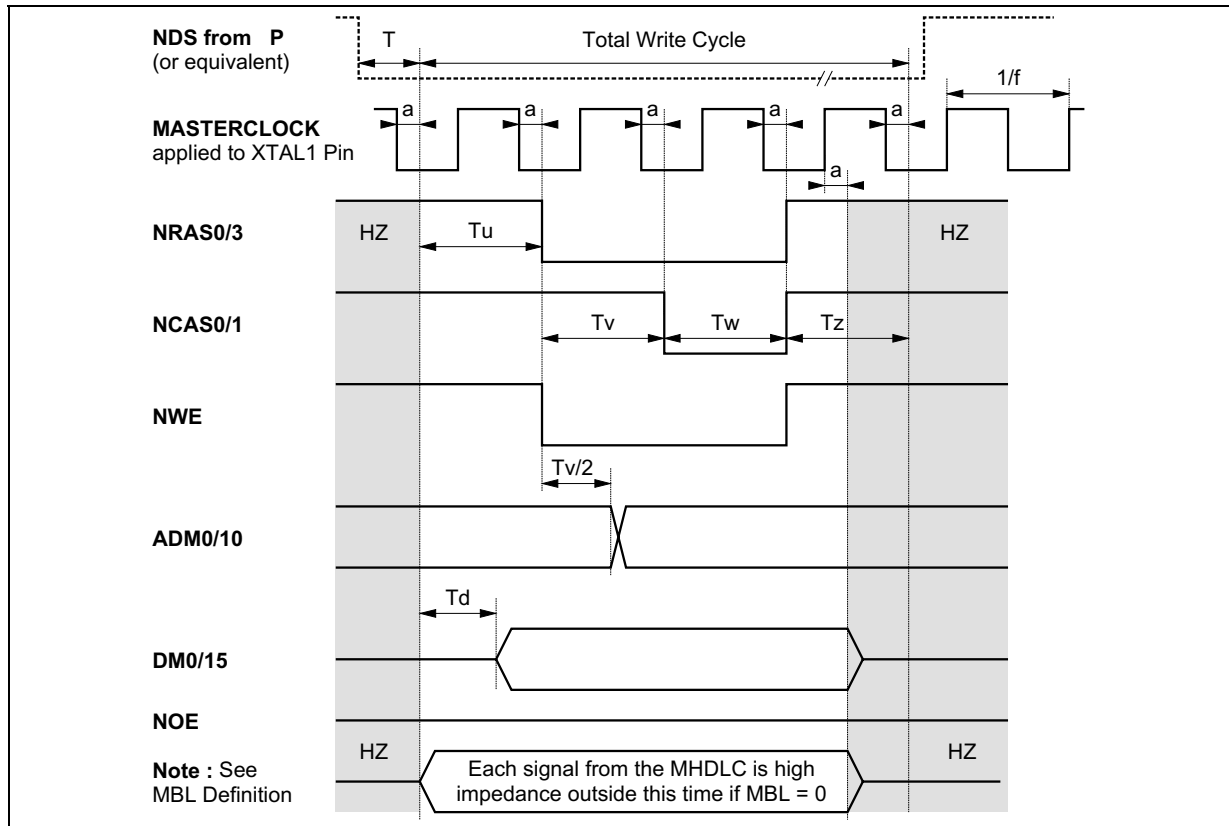 NDS from P
(or equivalent)
T
Total Write Cycle
1/f
MASTERCLOCK
applied to XTAL1 Pin
a
a
a
a
a
a
NRAS0/3
HZ
Tu
HZ
NCAS0/1
Tv
Tw
Tz
NWE
Tv/2
ADM0/10
Td
DM0/15
NOE
HZ
HZ
Note : See
MBL Definition
Each signal from the MHDLC is high
impedance outside this time if MBL = 0